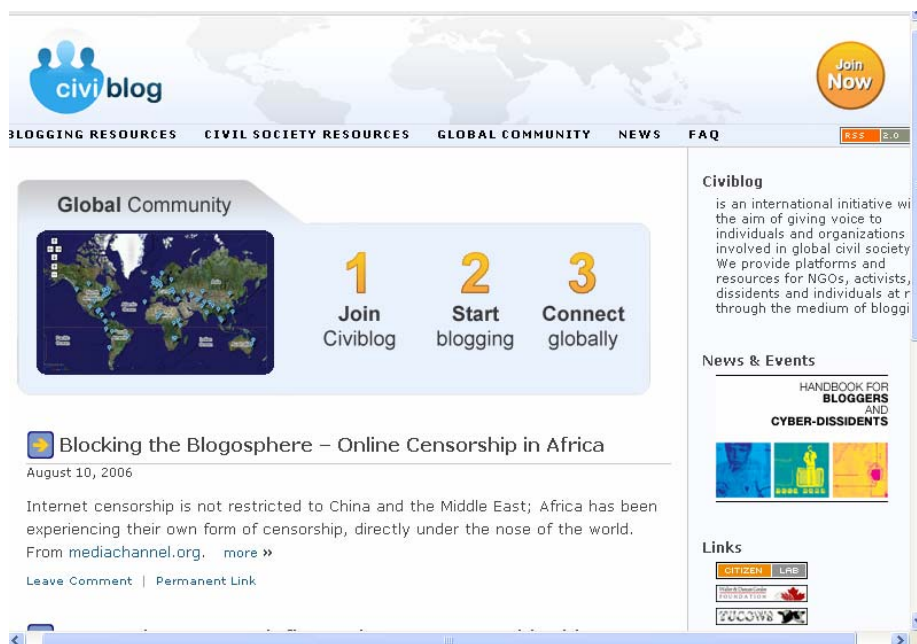 civiblog
Join
Now
BLOGGING RESOURCES CIVIL SOCIETY RESOURCES GLOBAL COMMUNITY NEWS FAQ
RSS 2.0
Global Community
1 2 3
Join Start Connect
Civiblog blogging globally
Blocking the Blogosphere – Online Censorship in Africa
August 10, 2006
Internet censorship is not restricted to China and the Middle East; Africa has been
experiencing their own form of censorship, directly under the nose of the world.
From mediachannel.org. more »
Leave Comment | Permanent Link
Civiblog
is an international initiative wi
the aim of giving voice to
individuals and organizations
involved in global civil society
We provide platforms and
resources for NGOs, activists,
dissidents and individuals at r
through the medium of bloggi
News & Events
HANDBOOK FOR
BLOGGERS
AND
CYBER-DISSIDENTS
Links
CITIZEN LAB
FOUNDATION
TUCOWS